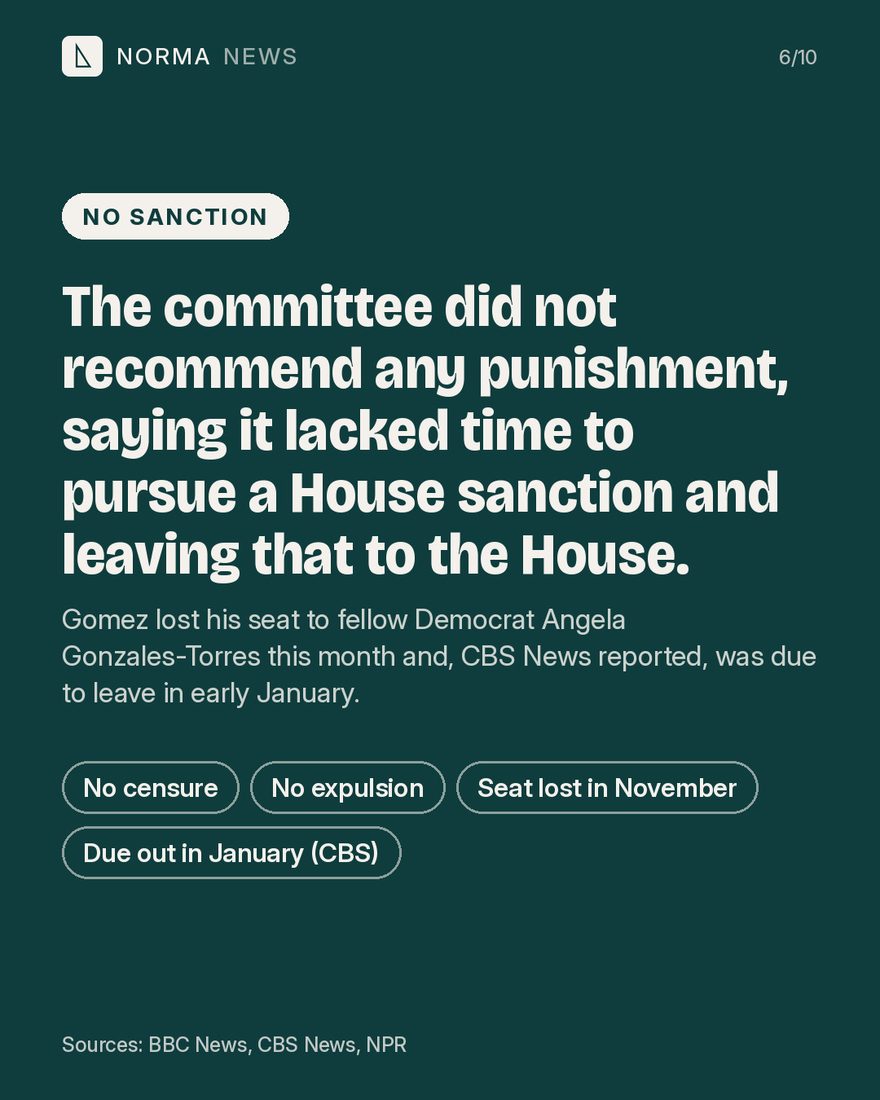 NORMA NEWS
6/10
NO SANCTION
The committee did not
recommend any punishment,
saying it lacked time to
pursue a House sanction and
leaving that to the House.
Gomez lost his seat to fellow Democrat Angela
Gonzales-Torres this month and, CBS News reported, was due
to leave in early January.
No censure
No expulsion
Seat lost in November
Due out in January (CBS)
Sources: BBC News, CBS News, NPR